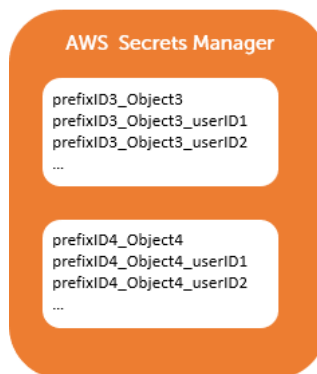 AWS Secrets Manager
prefixID3_Object3
prefixID3_Object3_userID1
prefixID3_Object3_userID2
...
prefixID4_Object4
prefixID4_Object4_userID1
prefixID4_Object4_userID2
...